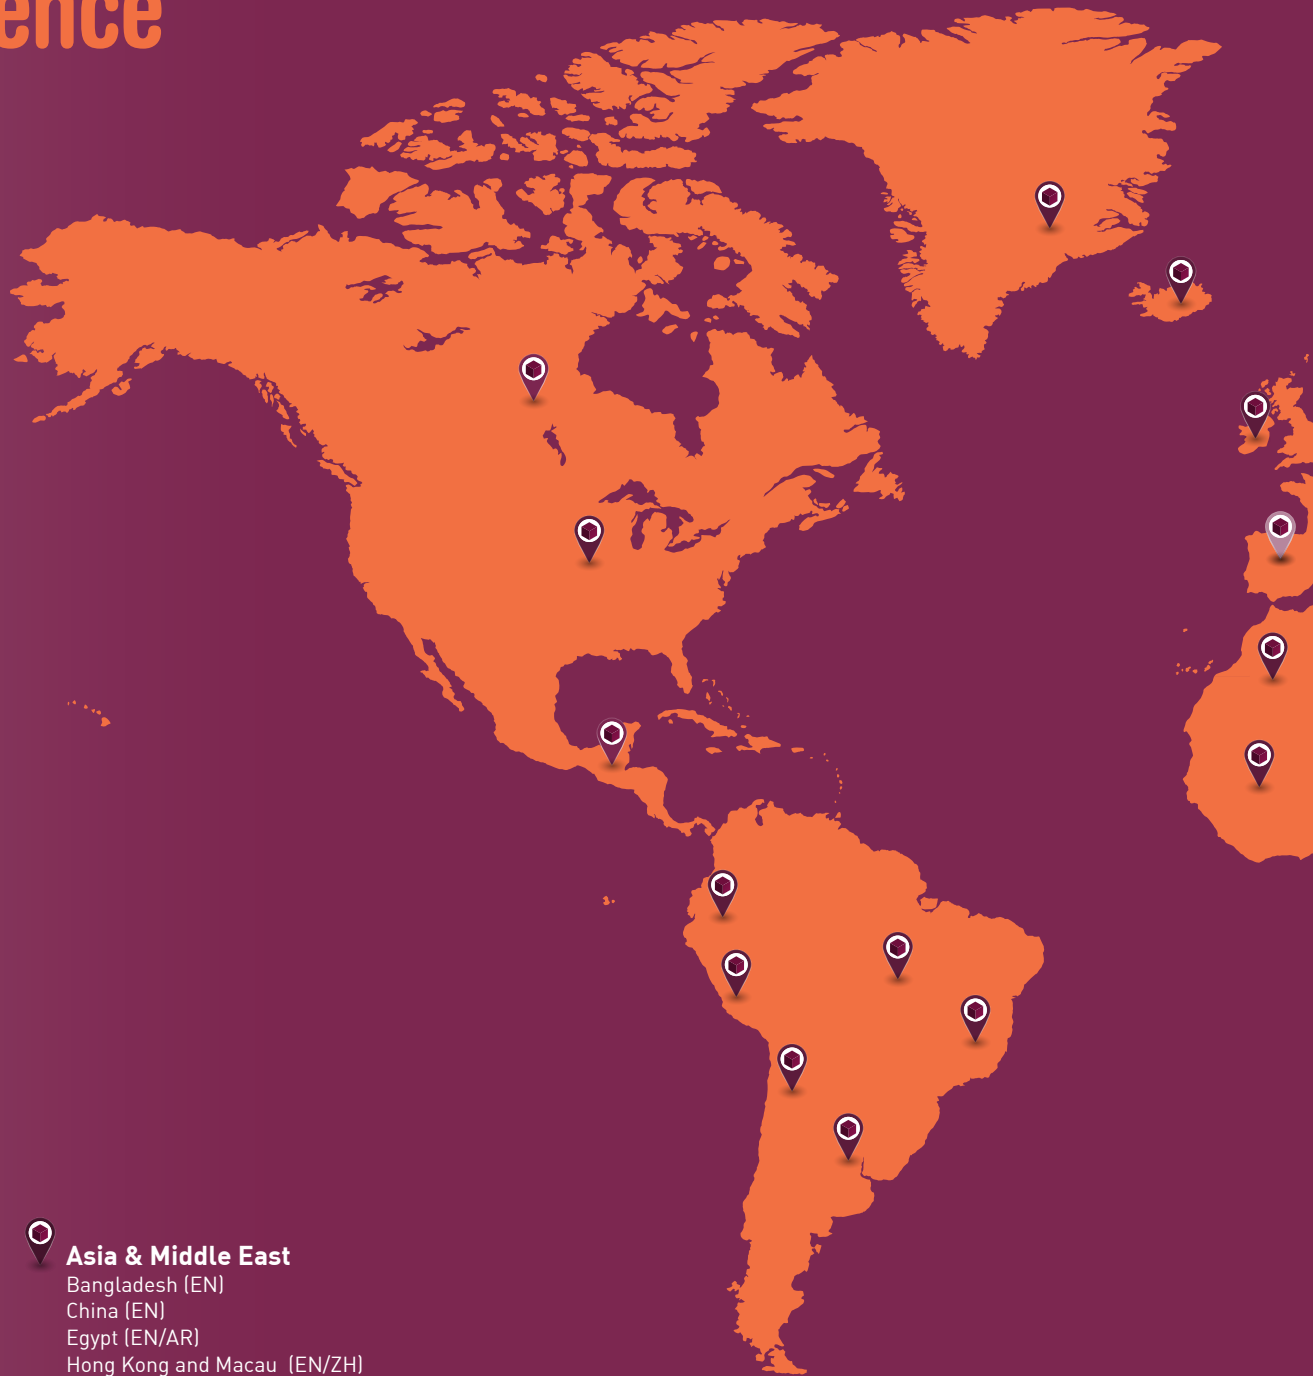 ence
Asia & Middle East
Bangladesh (EN)
China (EN)
Egypt (EN/AR)
Hong Kong and Macau (EN/ZH)